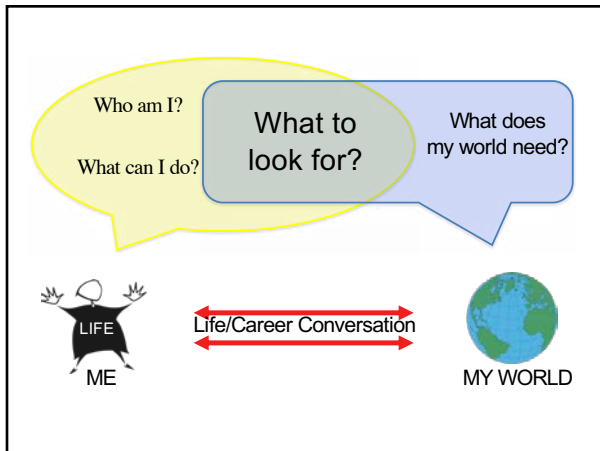 Who am I?
What can I do?
What to
look for?
What does
my world need?
LIFE
ME
Life/Career Conversation
MY WORLD